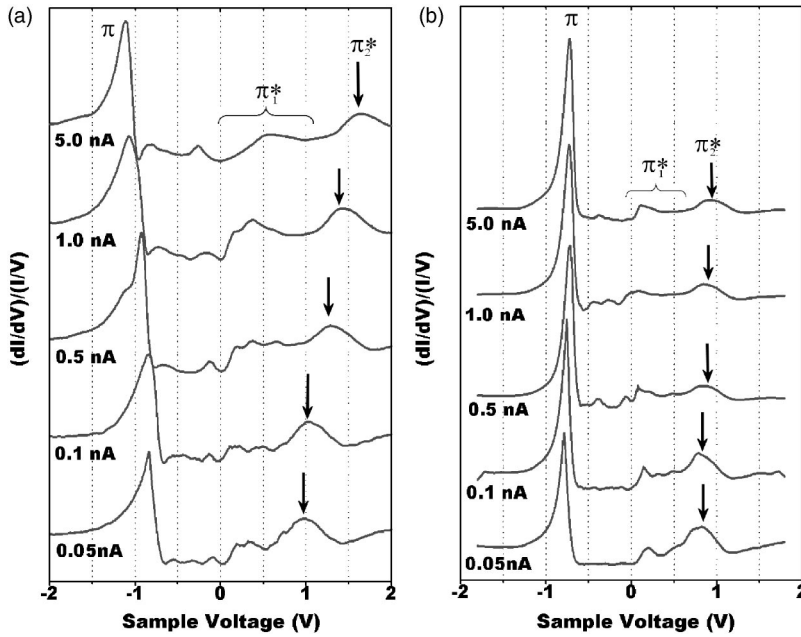 (a)
π
π₂*
π₁*
5.0 nA
1.0 nA
0.5 nA
0.1 nA
0.05nA
(dI/dV)/(I/V)
-2 -1 0 1 2
Sample Voltage (V)
(b)
π
π₂*
π₁*
5.0 nA
1.0 nA
0.5 nA
0.1 nA
0.05nA
(dI/dV)/(I/V)
-2 -1 0 1 2
Sample Voltage (V)